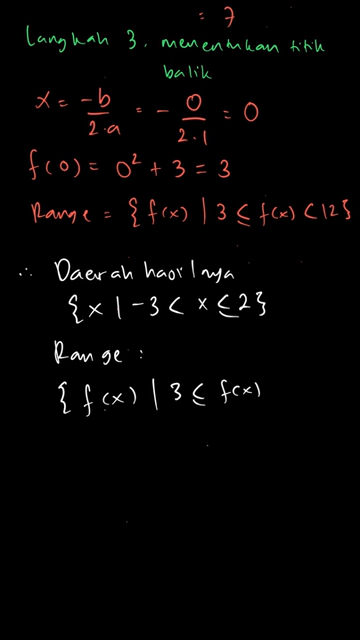 = 7
Langkah 3. menentukan titik
balik
x = -b/2·a = - 0/2·1 = 0
f(0) = 0² + 3 = 3
Range = { f(x) | 3 ≤ f(x) < 12}
∴ Daerah hasilnya
{ x | -3 < x ≤ 2}
Range :
{ f(x) | 3 ≤ f(x)